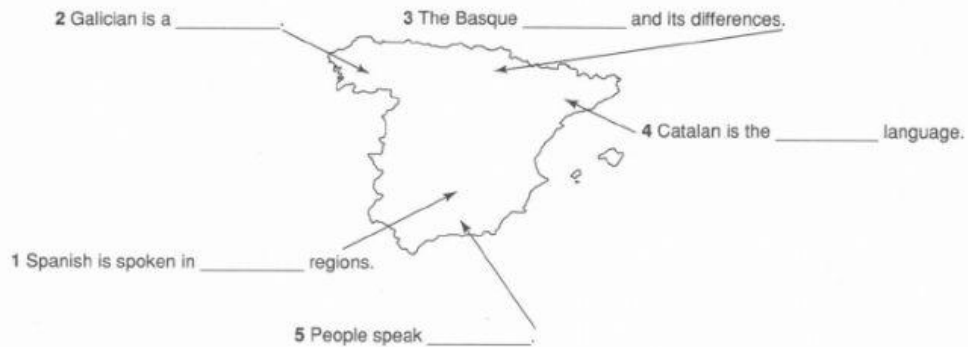 2 Galician is a __________.
3 The Basque __________ and its differences.
4 Catalan is the __________ language.
1 Spanish is spoken in __________ regions.
5 People speak __________.